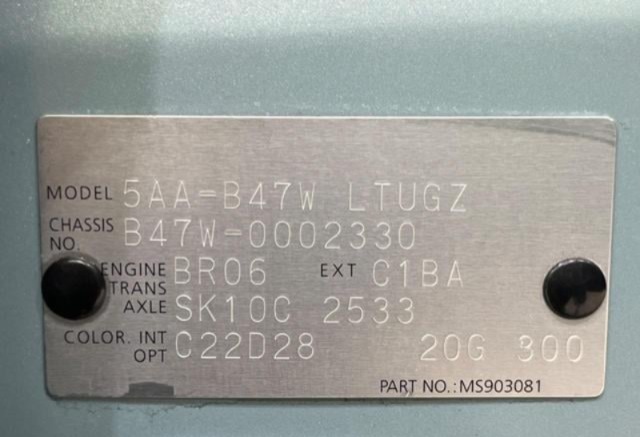 MODEL 5AA-B47W LTUGZ
CHASSIS NO. B47W-0002330
ENGINE BR06 EXT C1BA
TRANS AXLE SK10C 2533
COLOR. INT OPT C22D28 20G 300
PART NO.:MS903081